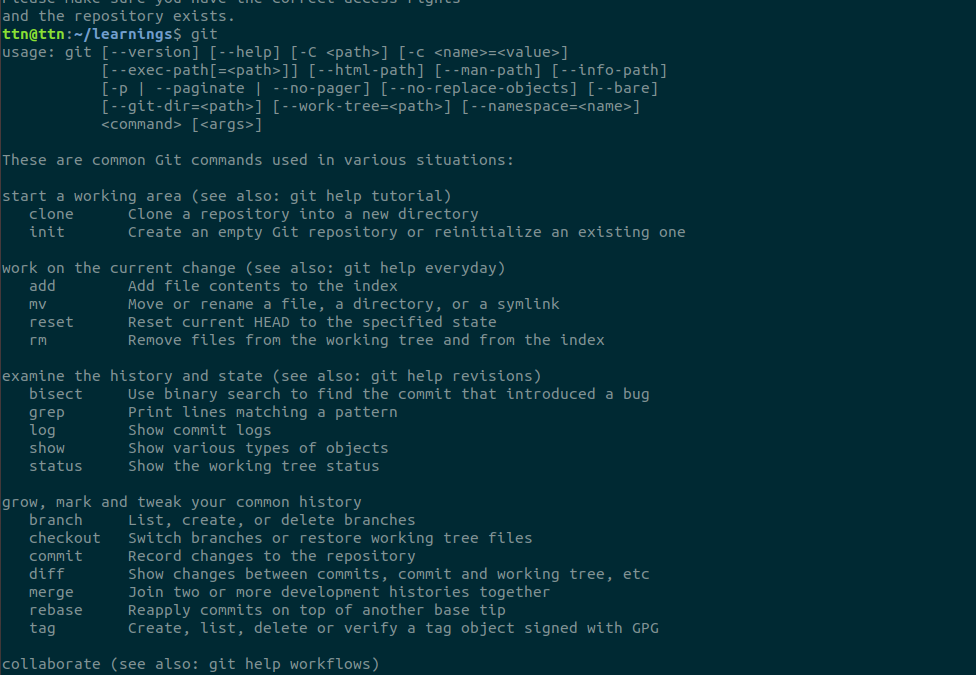 Please make sure you have the correct access rights
and the repository exists.
ttn@ttn:~/learnings$ git
usage: git [--version] [--help] [-C <path>] [-c <name>=<value>]
           [--exec-path[=<path>]] [--html-path] [--man-path] [--info-path]
           [-p | --paginate | --no-pager] [--no-replace-objects] [--bare]
           [--git-dir=<path>] [--work-tree=<path>] [--namespace=<name>]
           <command> [<args>]

These are common Git commands used in various situations:

start a working area (see also: git help tutorial)
   clone      Clone a repository into a new directory
   init       Create an empty Git repository or reinitialize an existing one

work on the current change (see also: git help everyday)
   add        Add file contents to the index
   mv         Move or rename a file, a directory, or a symlink
   reset      Reset current HEAD to the specified state
   rm         Remove files from the working tree and from the index

examine the history and state (see also: git help revisions)
   bisect     Use binary search to find the commit that introduced a bug
   grep       Print lines matching a pattern
   log        Show commit logs
   show       Show various types of objects
   status     Show the working tree status

grow, mark and tweak your common history
   branch     List, create, or delete branches
   checkout   Switch branches or restore working tree files
   commit     Record changes to the repository
   diff       Show changes between commits, commit and working tree, etc
   merge      Join two or more development histories together
   rebase     Reapply commits on top of another base tip
   tag        Create, list, delete or verify a tag object signed with GPG

collaborate (see also: git help workflows)